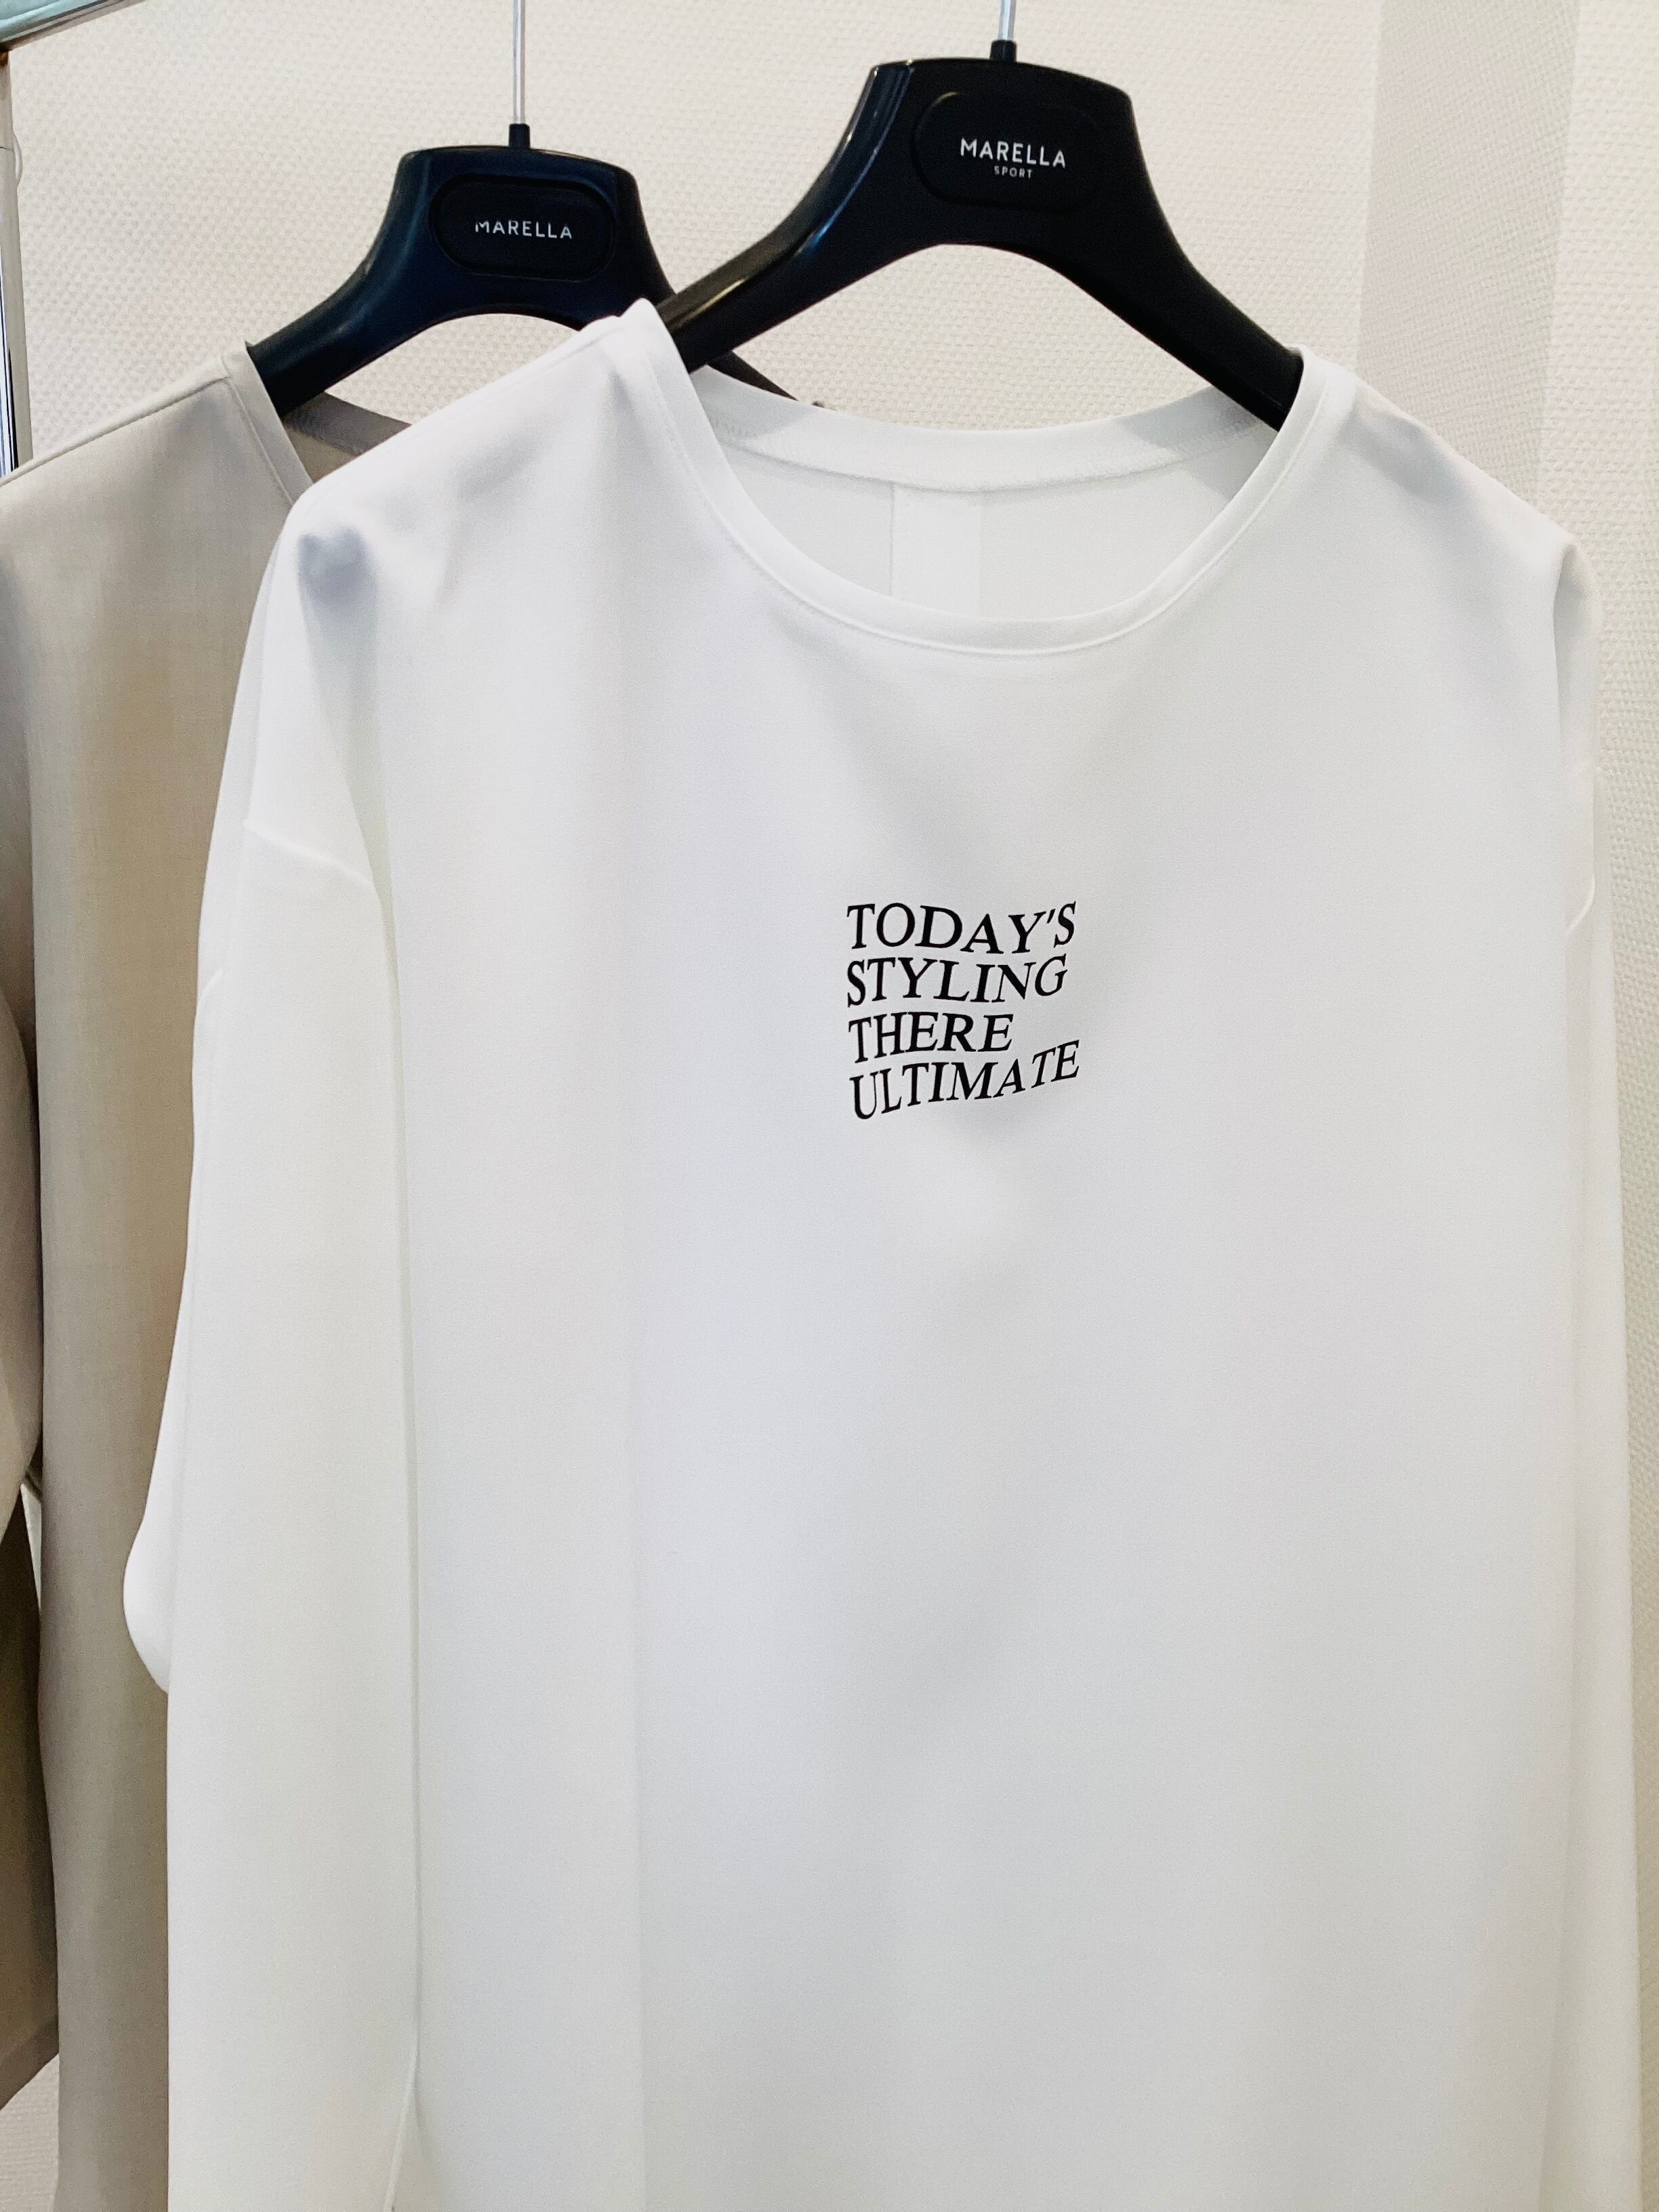 MARELLA
SPORT
MARELLA
TODAY'S
STYLING
THERE
ULTIMATE